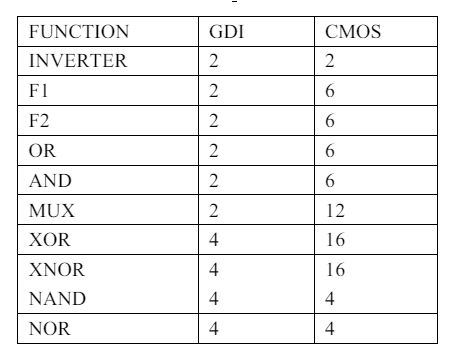 FUNCTION GDI CMOS
INVERTER 2 2
F1 2 6
F2 2 6
OR 2 6
AND 2 6
MUX 2 12
XOR 4 16
XNOR 4 16
NAND 4 4
NOR 4 4